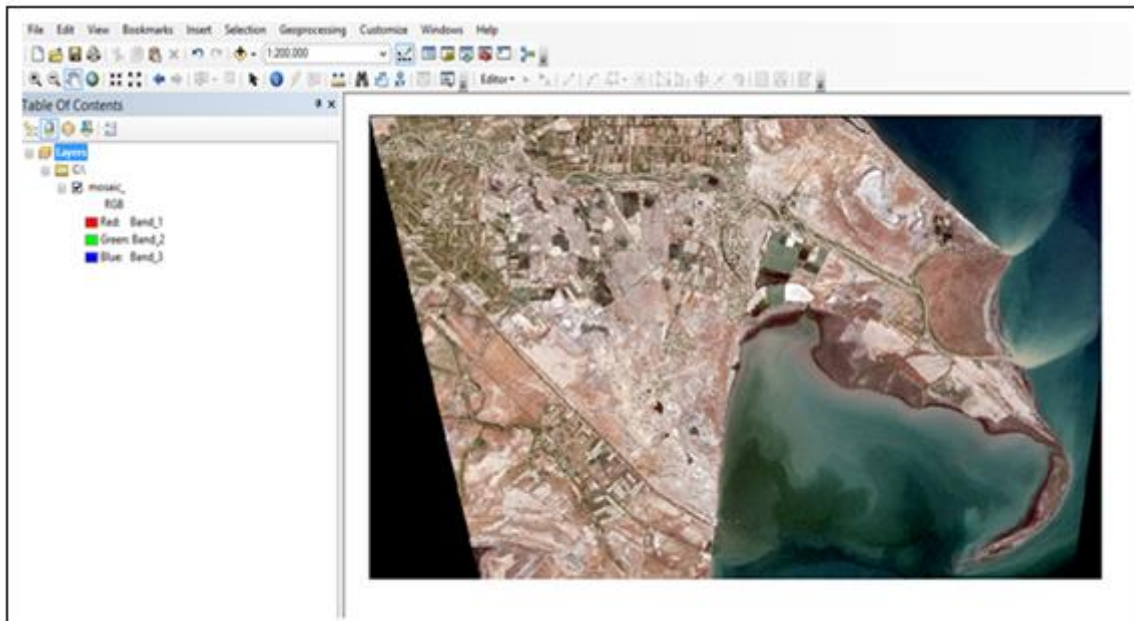 File Edit View Bookmarks Insert Selection Geoprocessing Customize Windows Help
1:200.000
Editor
Table Of Contents
Layers
C:\
mosaic_
RGB
Red: Band_1
Green: Band_2
Blue: Band_3